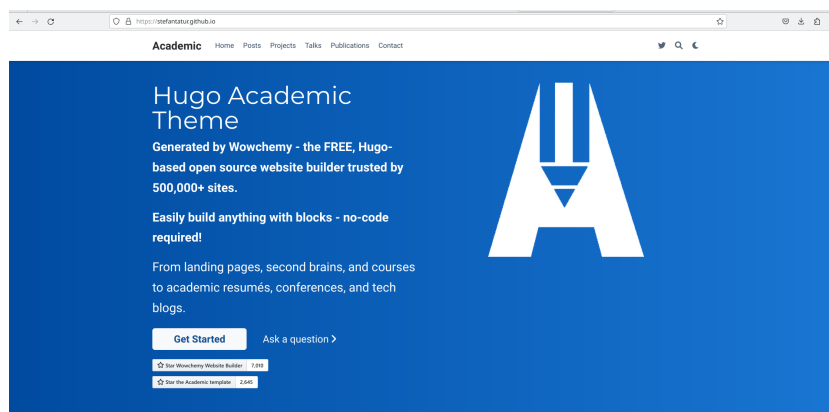 https://stefantatur.github.io
Academic Home Posts Projects Talks Publications Contact
Hugo Academic
Theme
Generated by Wowchemy - the FREE, Hugo-
based open source website builder trusted by
500,000+ sites.
Easily build anything with blocks - no-code
required!
From landing pages, second brains, and courses
to academic resumés, conferences, and tech
blogs.
Get Started Ask a question
Star Wowchemy Website Builder 7,010
Star the Academic template 2,645